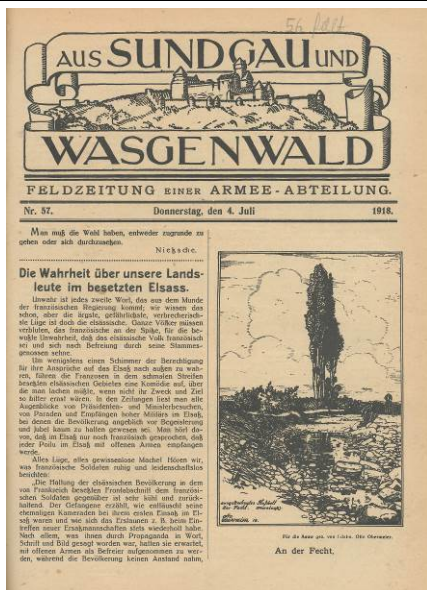 AUS SUNDGAU UND
WASGENWALD
FELDZEITUNG EINER ARMEE-ABTEILUNG.
Nr. 57. Donnerstag, den 4. Juli 1918.
Man muß die Wahl haben, entweder zugrunde zu
gehen oder sich durchzusetzen.
Nietzsche.
Die Wahrheit über unsere Lands-
leute im besetzten Elsass.
Unwahr ist jedes zweite Wort, das aus dem Munde
der französischen Regierung kommt; wir wissen das
schon, aber die ärgste, gefährlichste, verbrecherisch-
ste Lüge ist doch die elsässische. Ganze Völker müssen
verbluten, das französische an der Spitze, für die be-
wußte Unwahrheit, daß das elsässische Volk französisch
sei und sich nach Befreiung durch seine Stammes-
genossen sehne.
Um wenigstens einen Schimmer der Berechtigung
für ihre Ansprüche auf das Elsaß nach außen zu wah-
ren, führen die Franzosen in dem schmalen Streifen
besetzten elsässischen Gebietes eine Komödie auf, über
die man lachen müßte, wenn nicht ihr Zweck und Ziel
so bitter ernst wären. In den Zeitungen liest man alle
Augenblicke von Präsidenten- und Ministerbesuchen,
von Paraden und Empfängen hoher Militärs im Elsaß,
bei denen die Bevölkerung angeblich vor Begeisterung
und Jubel kaum zu halten gewesen sei. Man hört da-
von, daß im Elsaß nur noch französisch gesprochen, daß
jeder Poilu im Elsaß mit offenen Armen empfangen
werde.
Alles Lüge, alles gewissenlose Mache! Hören wir,
was französische Soldaten ruhig und leidenschaftslos
berichten:
„Die Haltung der elsässischen Bevölkerung in dem
von Frankreich besetzten Frontabschnitt dem französi-
schen Soldaten gegenüber ist sehr kühl und zurück-
haltend. Der Gefangene erzählt, wie enttäuscht seine
ehemaligen Kameraden bei ihrem ersten Einsatz im El-
saß waren und wie sich das Erstaunen z. B. beim Ein-
treffen neuer Ersatzmannschaften stets wiederholt habe.
Nach allem, was ihnen durch Propaganda in Wort,
Schrift und Bild gesagt worden war, hatten sie erwartet,
mit offenen Armen als Befreier aufgenommen zu wer-
den, während die Bevölkerung keinen Anstand nahm,
An der Fecht.